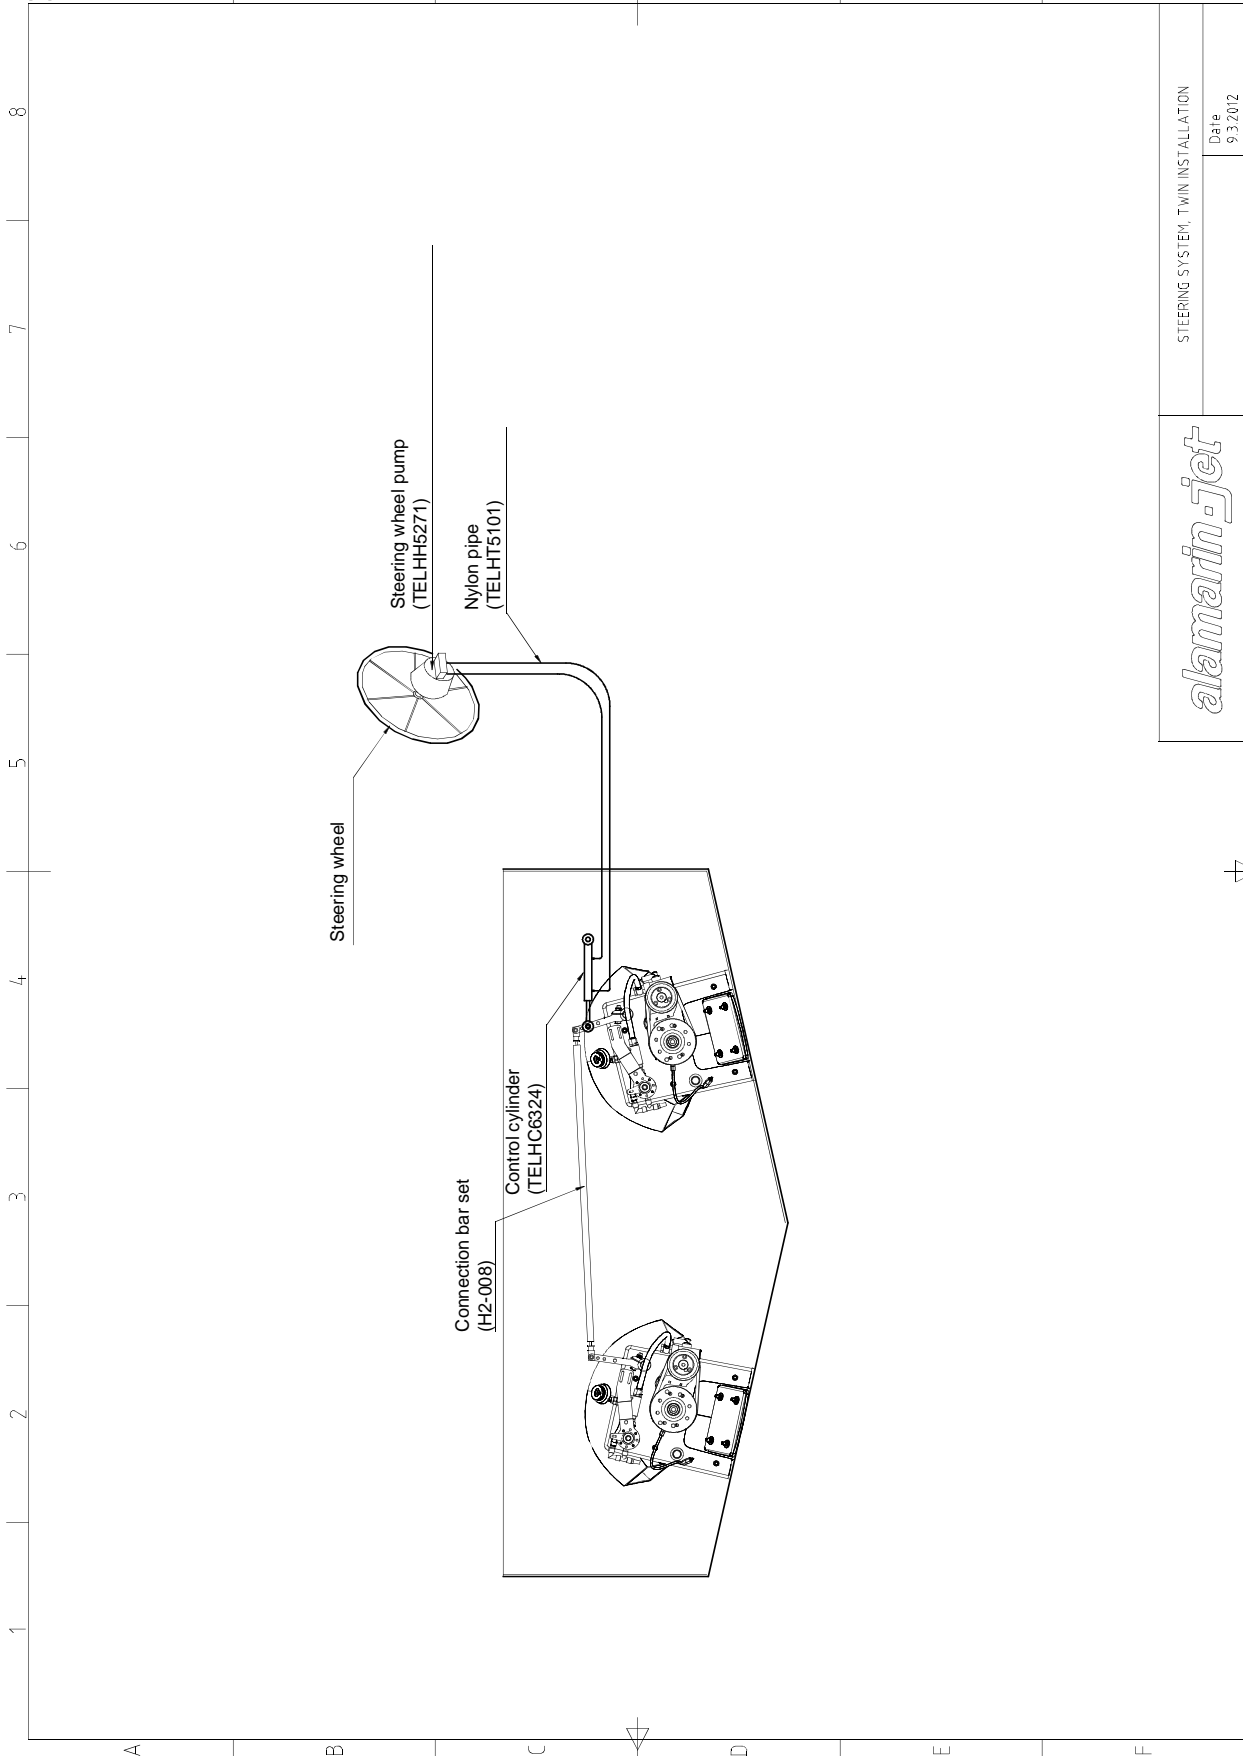 1
2
3
4
5
6
7
8
A
B
C
D
E
F
Steering wheel
Steering wheel pump
(TELHH5271)
Nylon pipe
(TELHT5101)
Connection bar set
(H2-008)
Control cylinder
(TELHC6324)
alamarin-jet
STEERING SYSTEM, TWIN INSTALLATION
Date
9.3.2012